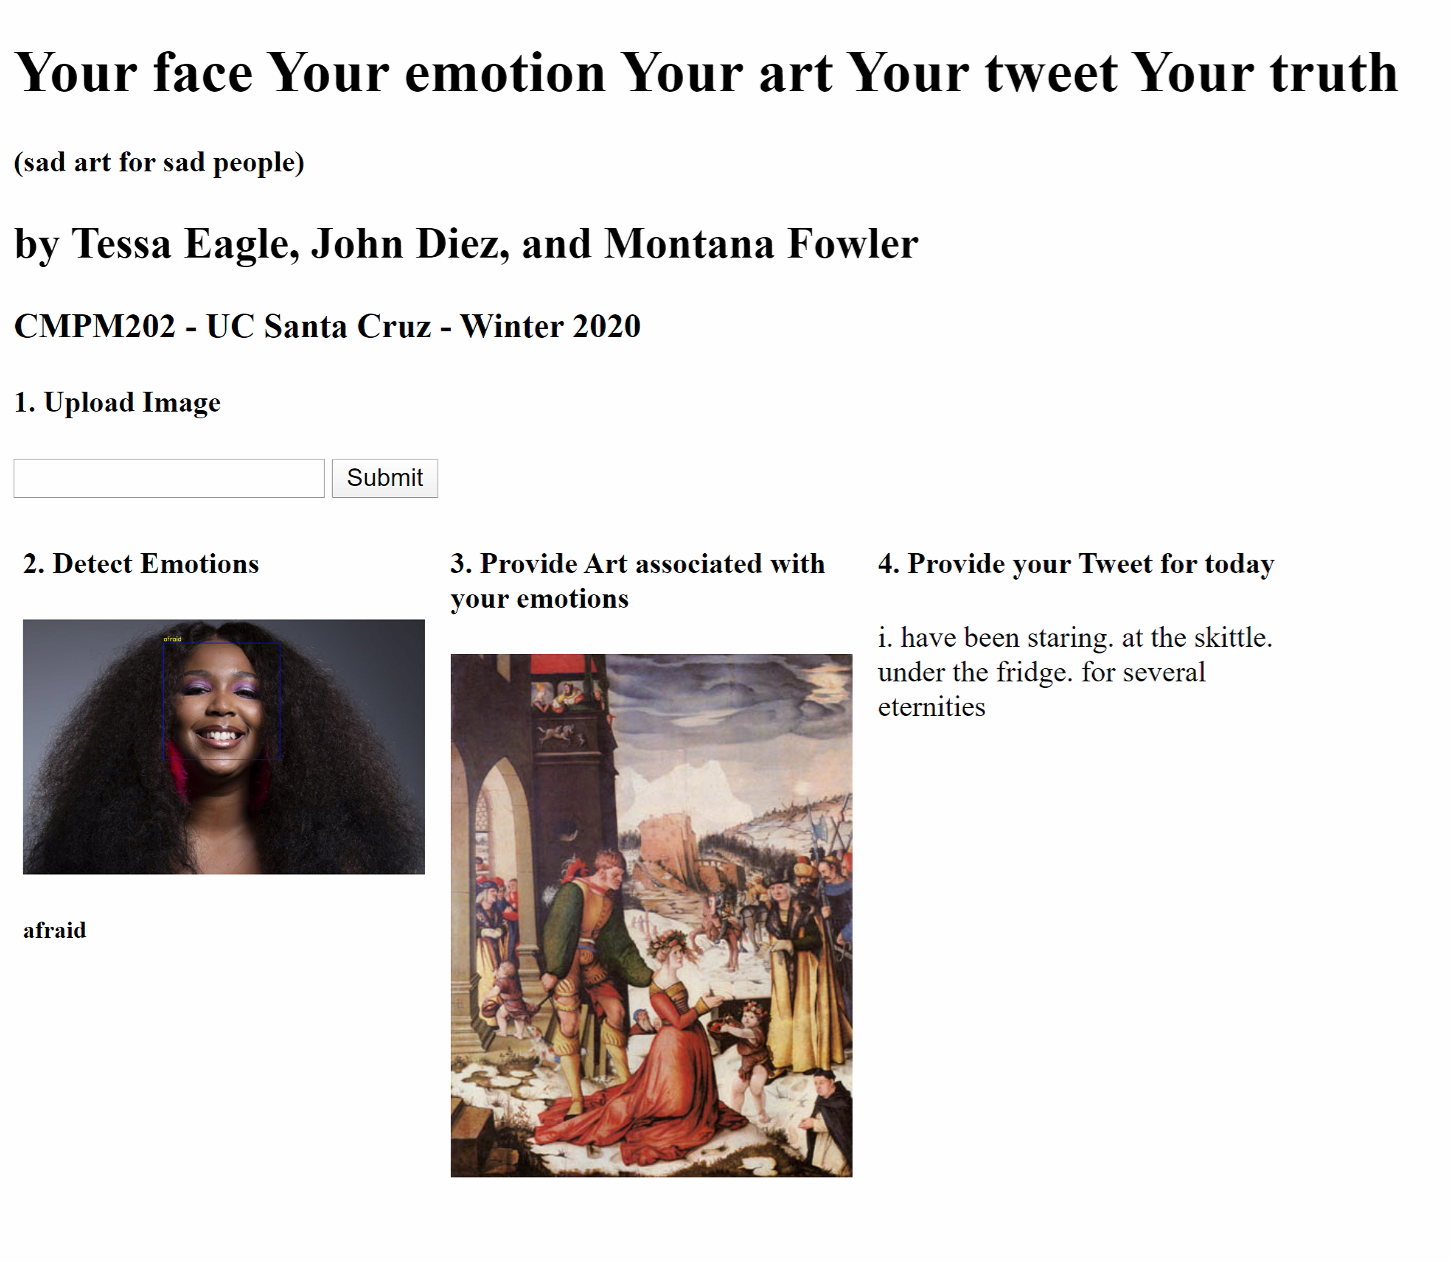 Your face Your emotion Your art Your tweet Your truth
(sad art for sad people)
by Tessa Eagle, John Diez, and Montana Fowler
CMPM202 - UC Santa Cruz - Winter 2020
1. Upload Image
Submit
2. Detect Emotions
afraid
afraid
3. Provide Art associated with
your emotions
4. Provide your Tweet for today
i. have been staring. at the skittle.
under the fridge. for several
eternities